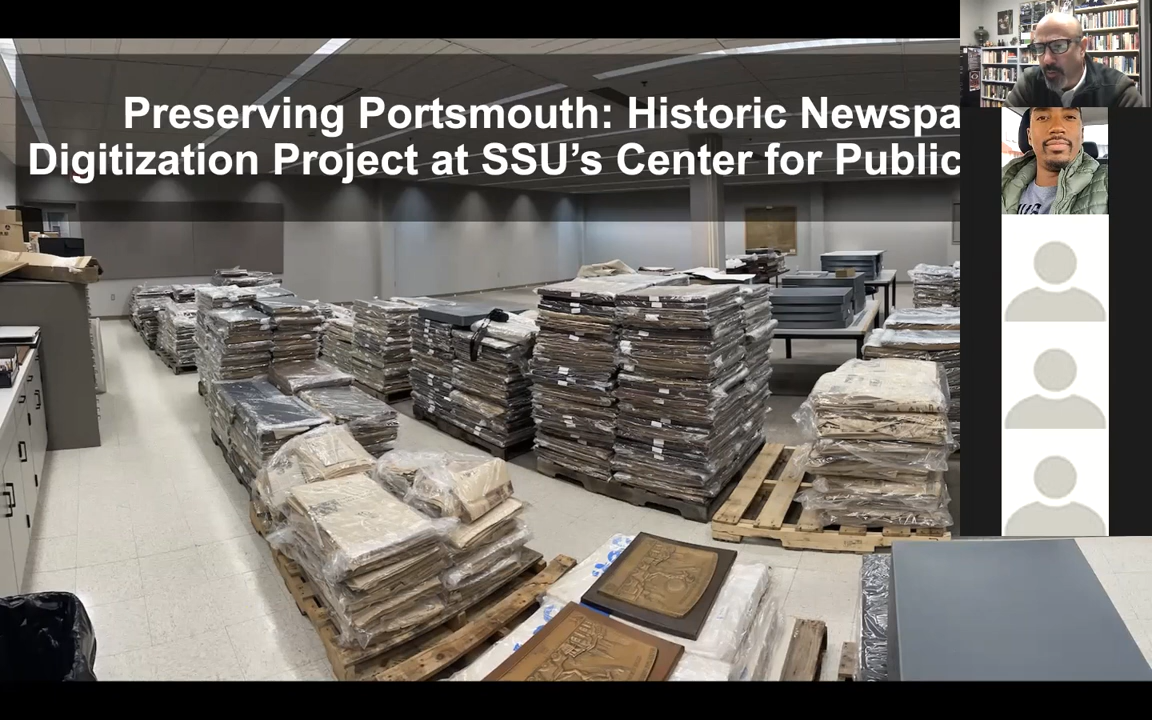 Preserving Portsmouth: Historic Newspa
Digitization Project at SSU's Center for Public